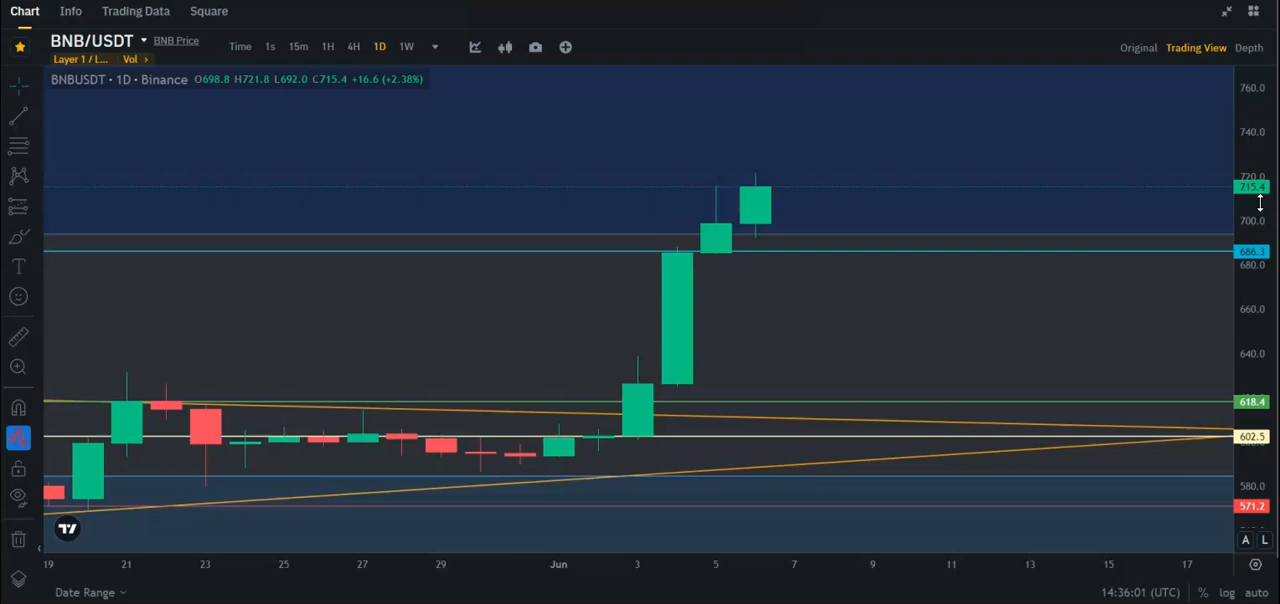 Chart Info Trading Data Square
BNB/USDT BNB Price Time 1s 15m 1H 4H 1D 1W Original Trading View Depth
Layer 1 / L... Vol
BNBUSDT · 1D · Binance O698.8 H721.8 L692.0 C715.4 +16.6 (+2.38%)
760.0
740.0
720.0
715.4
700.0
686.3
680.0
660.0
640.0
618.4
602.5
580.0
571.2
A L
19 21 23 25 27 29 Jun 3 5 7 9 11 13 15 17
Date Range 14:36:01 (UTC) % log auto